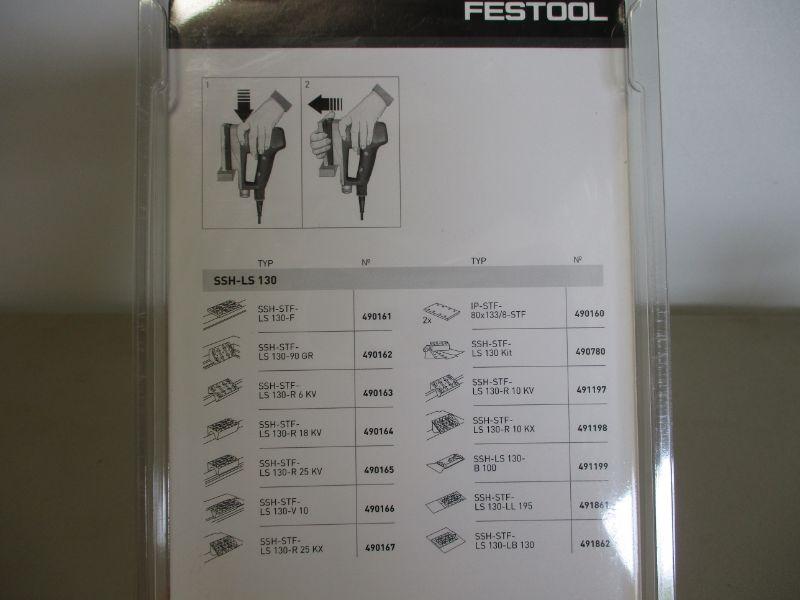 FESTOOL
1
2
TYP
Nº
TYP
Nº
SSH-LS 130
SSH-STF-
LS 130-F
490161
SSH-STF-
LS 130-90 GR
490162
SSH-STF-
LS 130-R 6 KV
490163
SSH-STF-
LS 130-R 18 KV
490164
SSH-STF-
LS 130-R 25 KV
490165
SSH-STF-
LS 130-V 10
490166
SSH-STF-
LS 130-R 25 KX
490167
2x
IP-STF-
80x133/8-STF
490160
SSH-STF-
LS 130 Kit
490780
SSH-STF-
LS 130-R 10 KV
491197
SSH-STF-
LS 130-R 10 KX
491198
SSH-LS 130-
B 100
491199
SSH-STF-
LS 130-LL 195
491861
SSH-STF-
LS 130-LB 130
491862